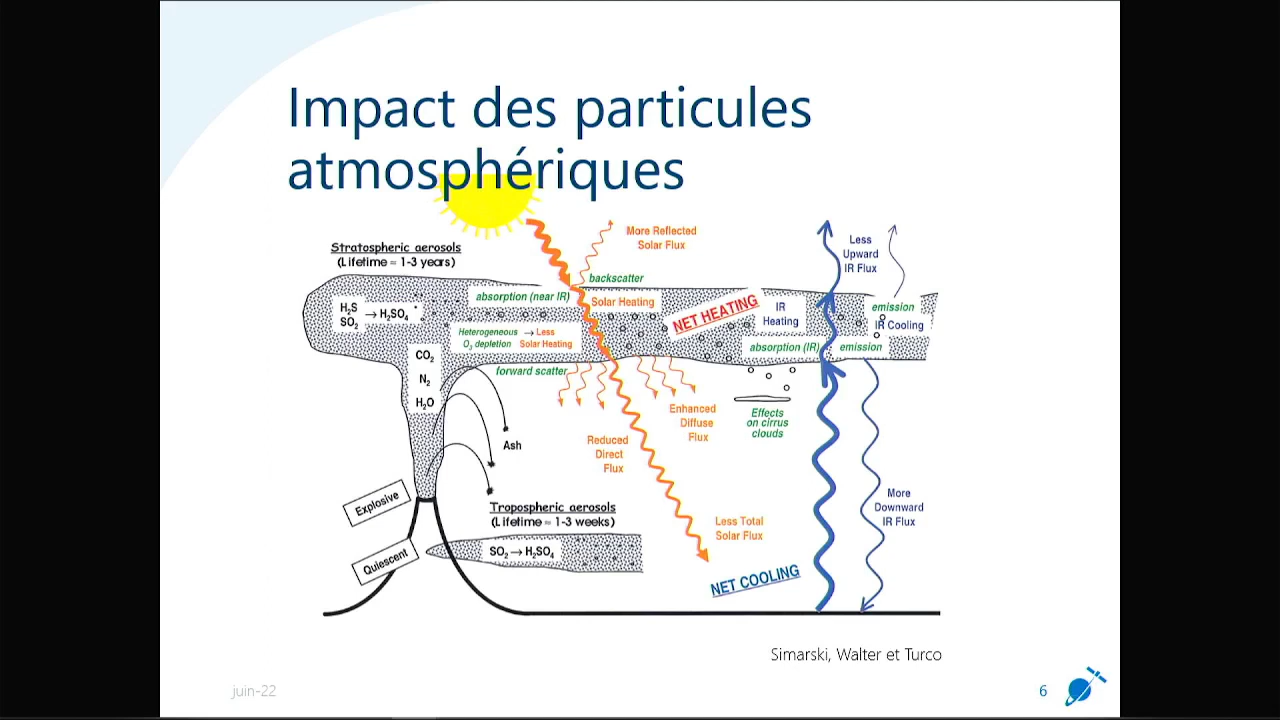 Impact des particules
atmosphériques
More Reflected
Solar Flux
Less
Upward
IR Flux
Stratospheric aerosols
(Lifetime ≈ 1-3 years)
backscatter
absorption (near IR)
Solar Heating
NET HEATING
IR
Heating
emission
IR Cooling
H₂S
SO₂
→ H₂SO₄
Heterogeneous → Less
O₃ depletion Solar Heating
absorption (IR)
emission
CO₂
N₂
H₂O
forward scatter
Enhanced
Diffuse
Flux
Effects
on cirrus
clouds
Reduced
Direct
Flux
Ash
Explosive
Quiescent
Tropospheric aerosols
(Lifetime ≈ 1-3 weeks)
SO₂ → H₂SO₄
Less Total
Solar Flux
More
Downward
IR Flux
NET COOLING
Simarski, Walter et Turco
juin-22
6